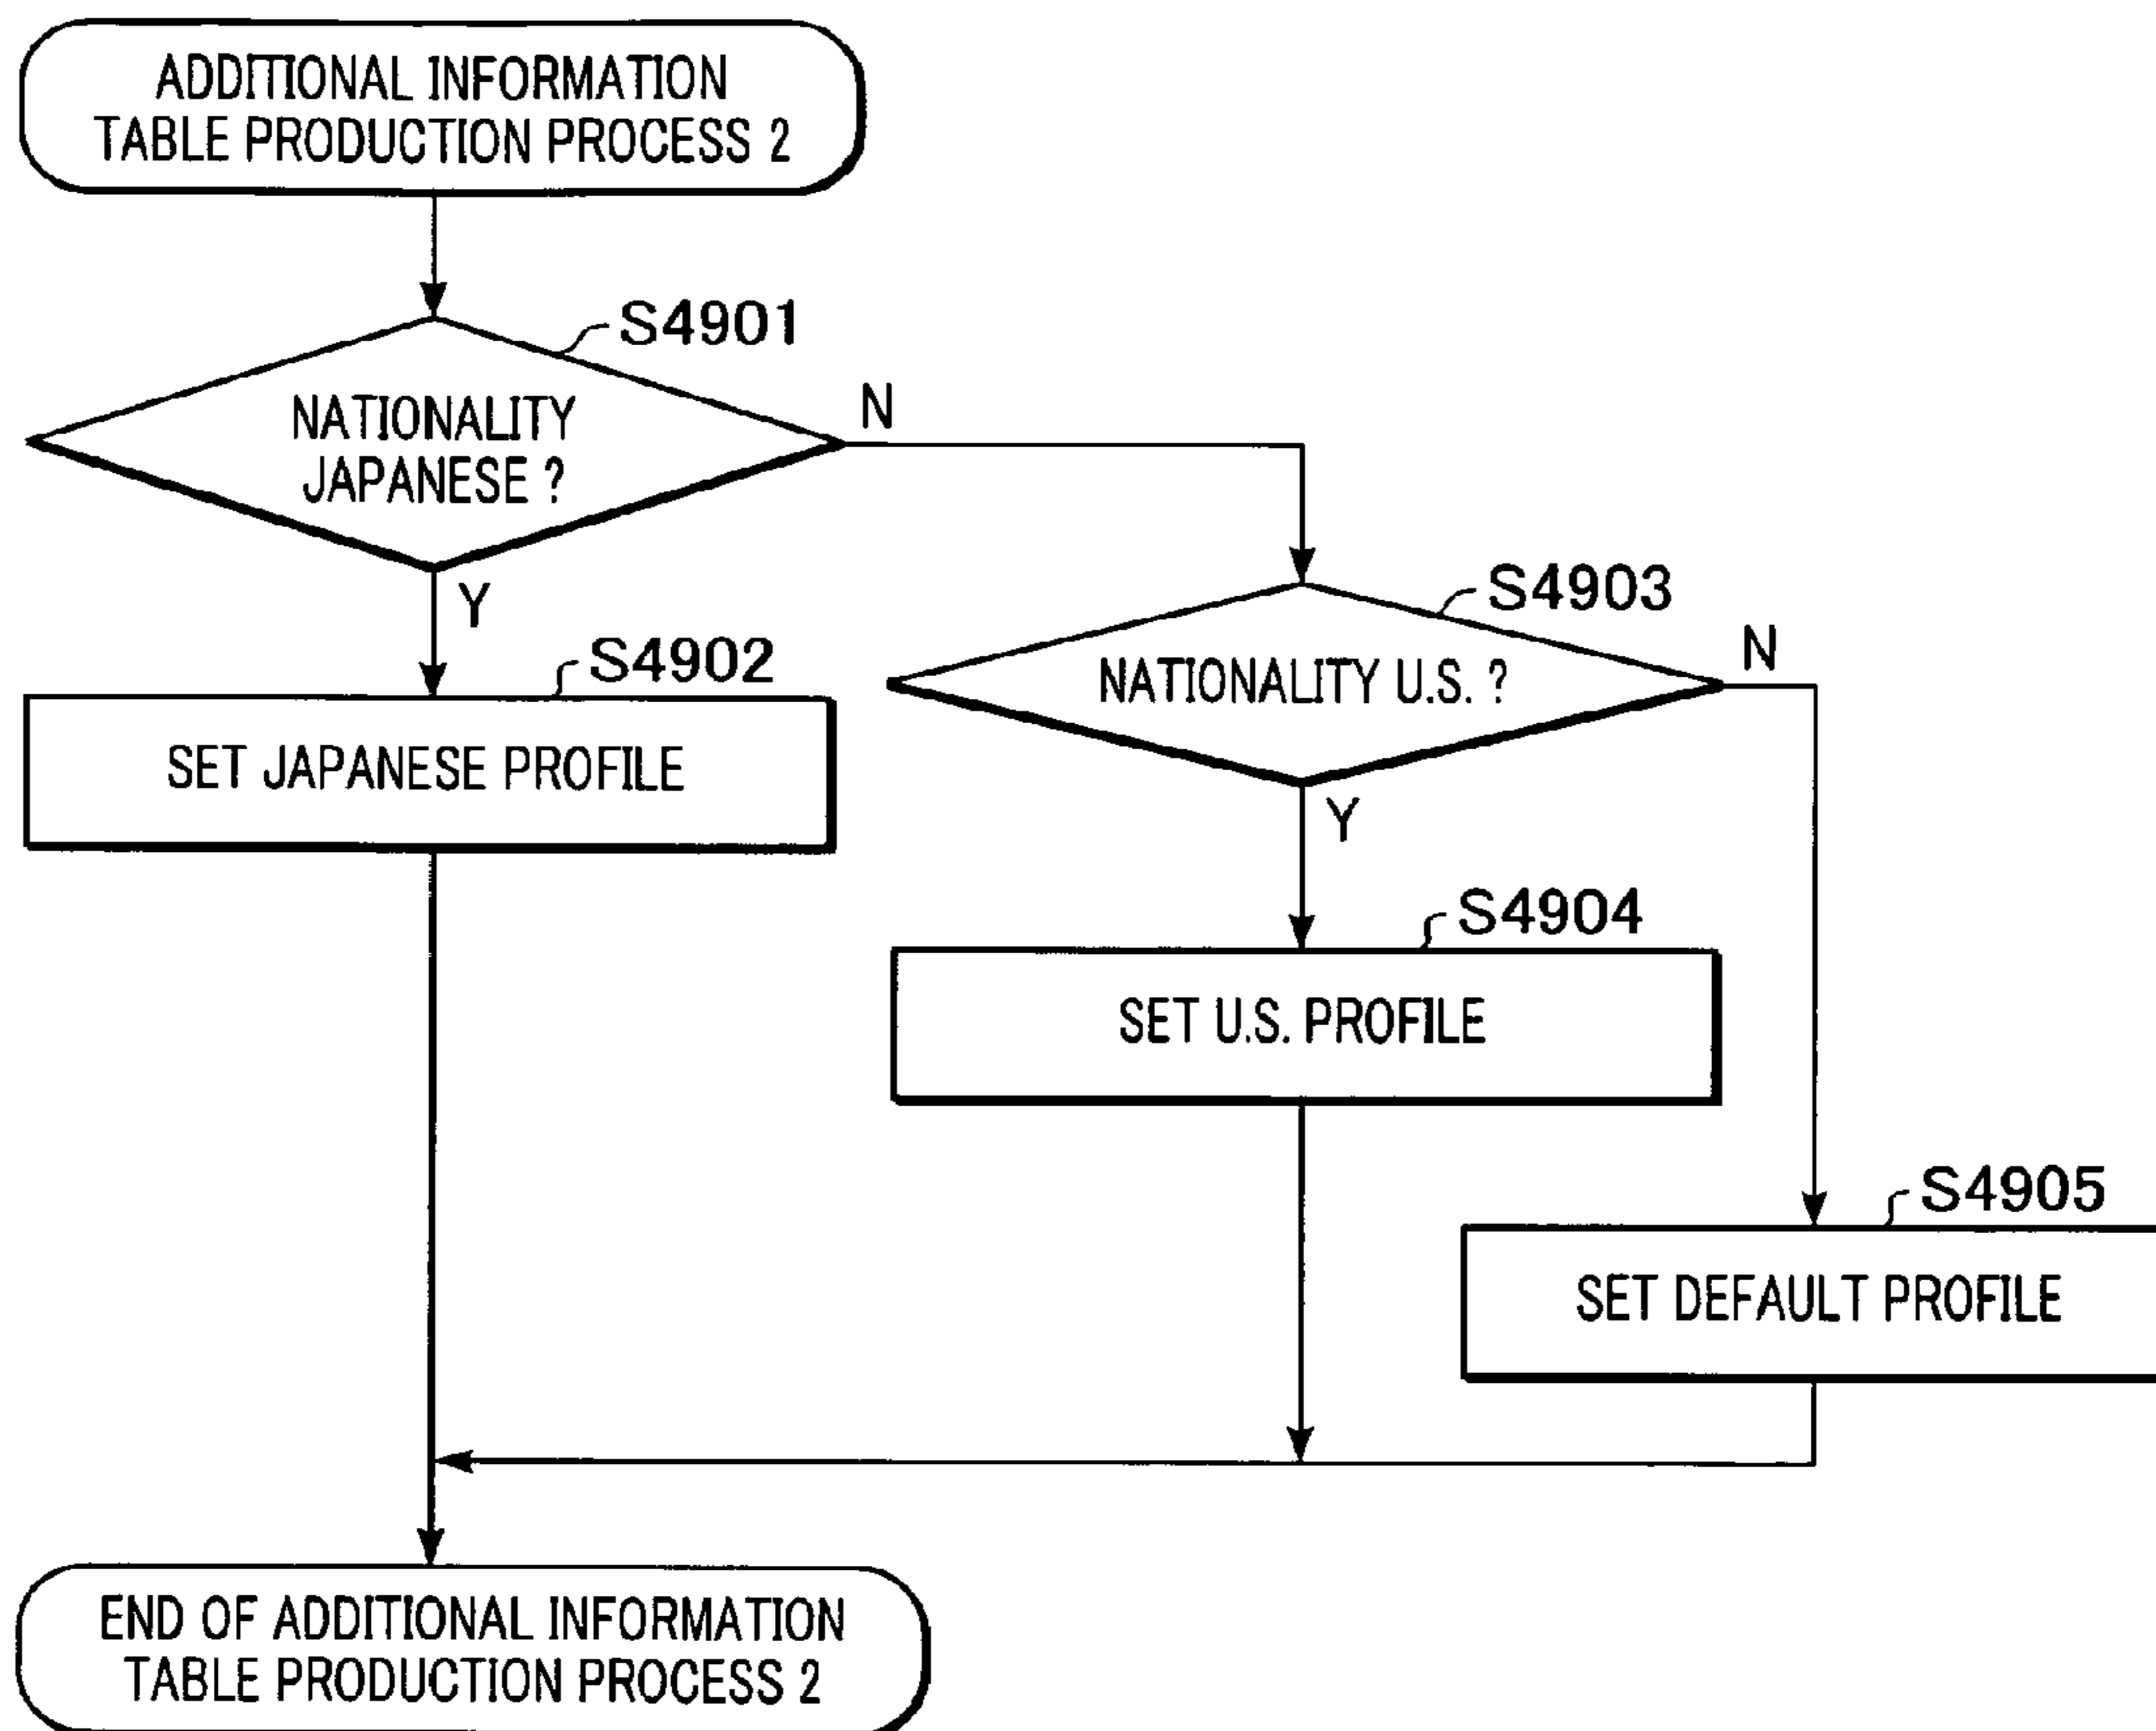 ADDITIONAL INFORMATION
TABLE PRODUCTION PROCESS 2
S4901
NATIONALITY
JAPANESE ?
N
Y
S4902
SET JAPANESE PROFILE
S4903
NATIONALITY U.S. ?
N
Y
S4904
SET U.S. PROFILE
S4905
SET DEFAULT PROFILE
END OF ADDITIONAL INFORMATION
TABLE PRODUCTION PROCESS 2